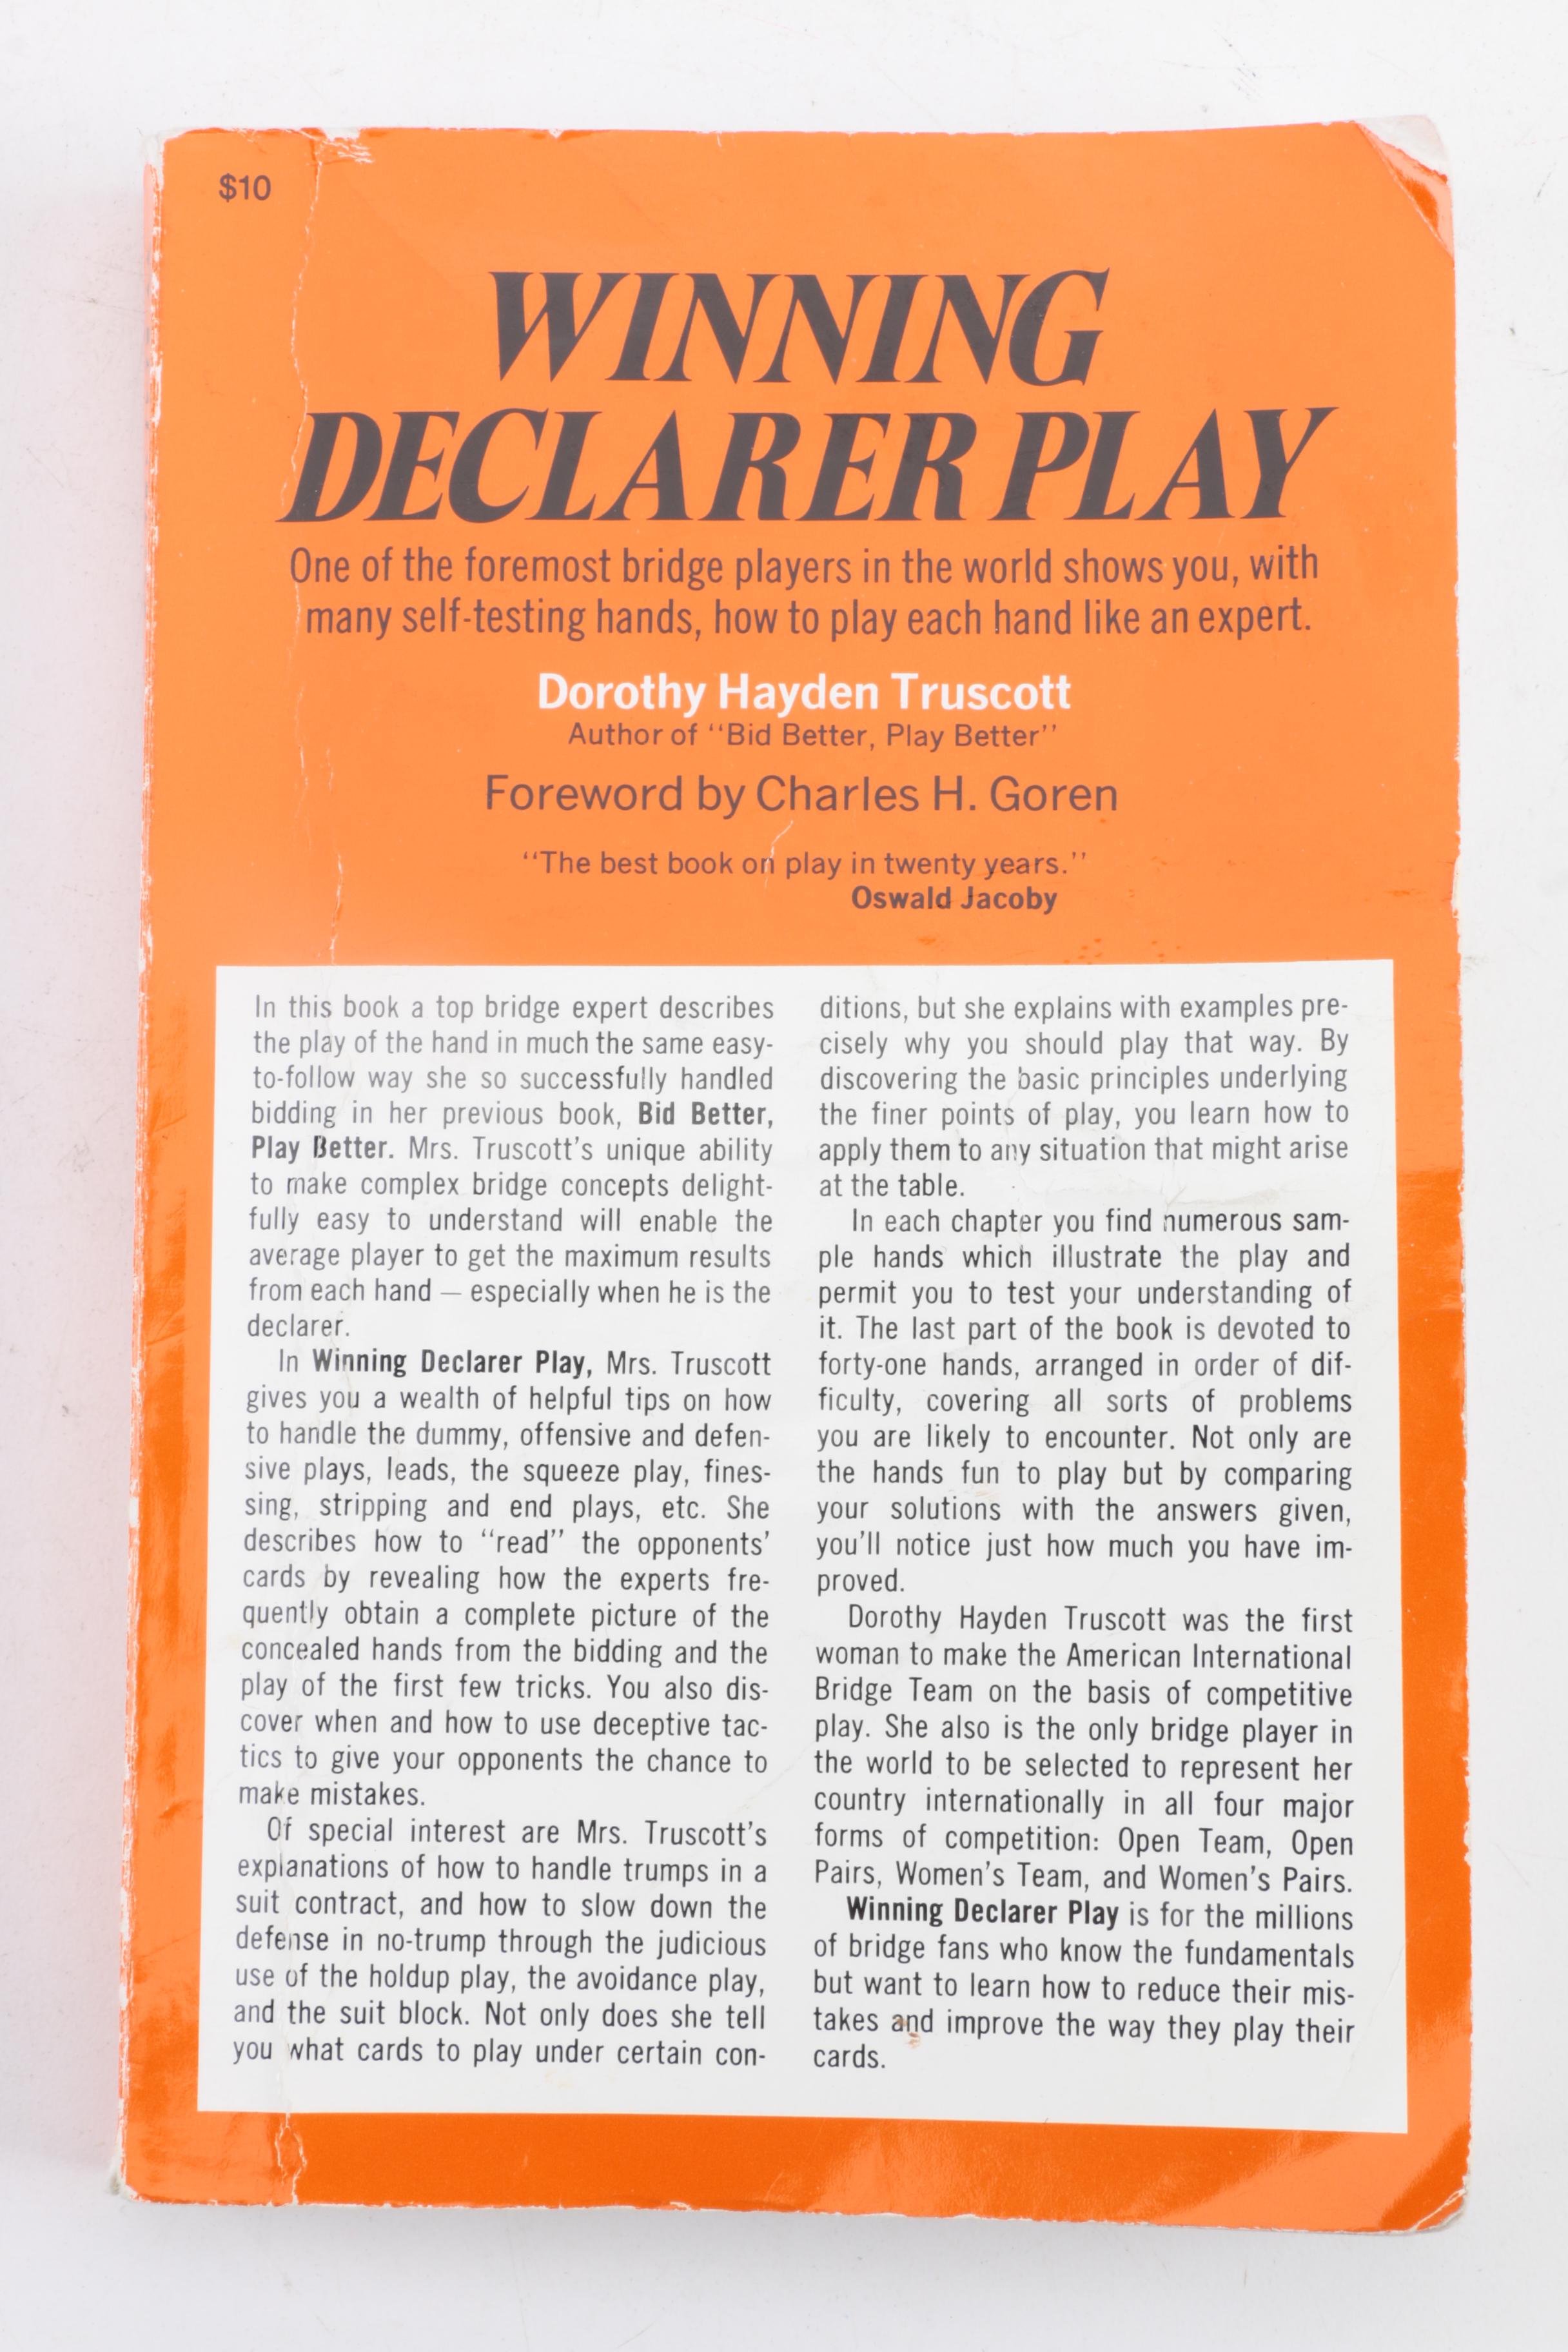 $10
WINNING
DECLARER PLAY
One of the foremost bridge players in the world shows you, with
many self-testing hands, how to play each hand like an expert.
Dorothy Hayden Truscott
Author of "Bid Better, Play Better"
Foreword by Charles H. Goren
"The best book on play in twenty years."
Oswald Jacoby
In this book a top bridge expert describes
the play of the hand in much the same easy-
to-follow way she so successfully handled
bidding in her previous book, Bid Better,
Play Better. Mrs. Truscott's unique ability
to make complex bridge concepts delight-
fully easy to understand will enable the
average player to get the maximum results
from each hand — especially when he is the
declarer.
In Winning Declarer Play, Mrs. Truscott
gives you a wealth of helpful tips on how
to handle the dummy, offensive and defen-
sive plays, leads, the squeeze play, fines-
sing, stripping and end plays, etc. She
describes how to "read" the opponents'
cards by revealing how the experts fre-
quently obtain a complete picture of the
concealed hands from the bidding and the
play of the first few tricks. You also dis-
cover when and how to use deceptive tac-
tics to give your opponents the chance to
make mistakes.
Of special interest are Mrs. Truscott's
explanations of how to handle trumps in a
suit contract, and how to slow down the
defense in no-trump through the judicious
use of the holdup play, the avoidance play,
and the suit block. Not only does she tell
you what cards to play under certain con-
ditions, but she explains with examples pre-
cisely why you should play that way. By
discovering the basic principles underlying
the finer points of play, you learn how to
apply them to any situation that might arise
at the table.
In each chapter you find numerous sam-
ple hands which illustrate the play and
permit you to test your understanding of
it. The last part of the book is devoted to
forty-one hands, arranged in order of dif-
ficulty, covering all sorts of problems
you are likely to encounter. Not only are
the hands fun to play but by comparing
your solutions with the answers given,
you'll notice just how much you have im-
proved.
Dorothy Hayden Truscott was the first
woman to make the American International
Bridge Team on the basis of competitive
play. She also is the only bridge player in
the world to be selected to represent her
country internationally in all four major
forms of competition: Open Team, Open
Pairs, Women's Team, and Women's Pairs.
Winning Declarer Play is for the millions
of bridge fans who know the fundamentals
but want to learn how to reduce their mis-
takes and improve the way they play their
cards.